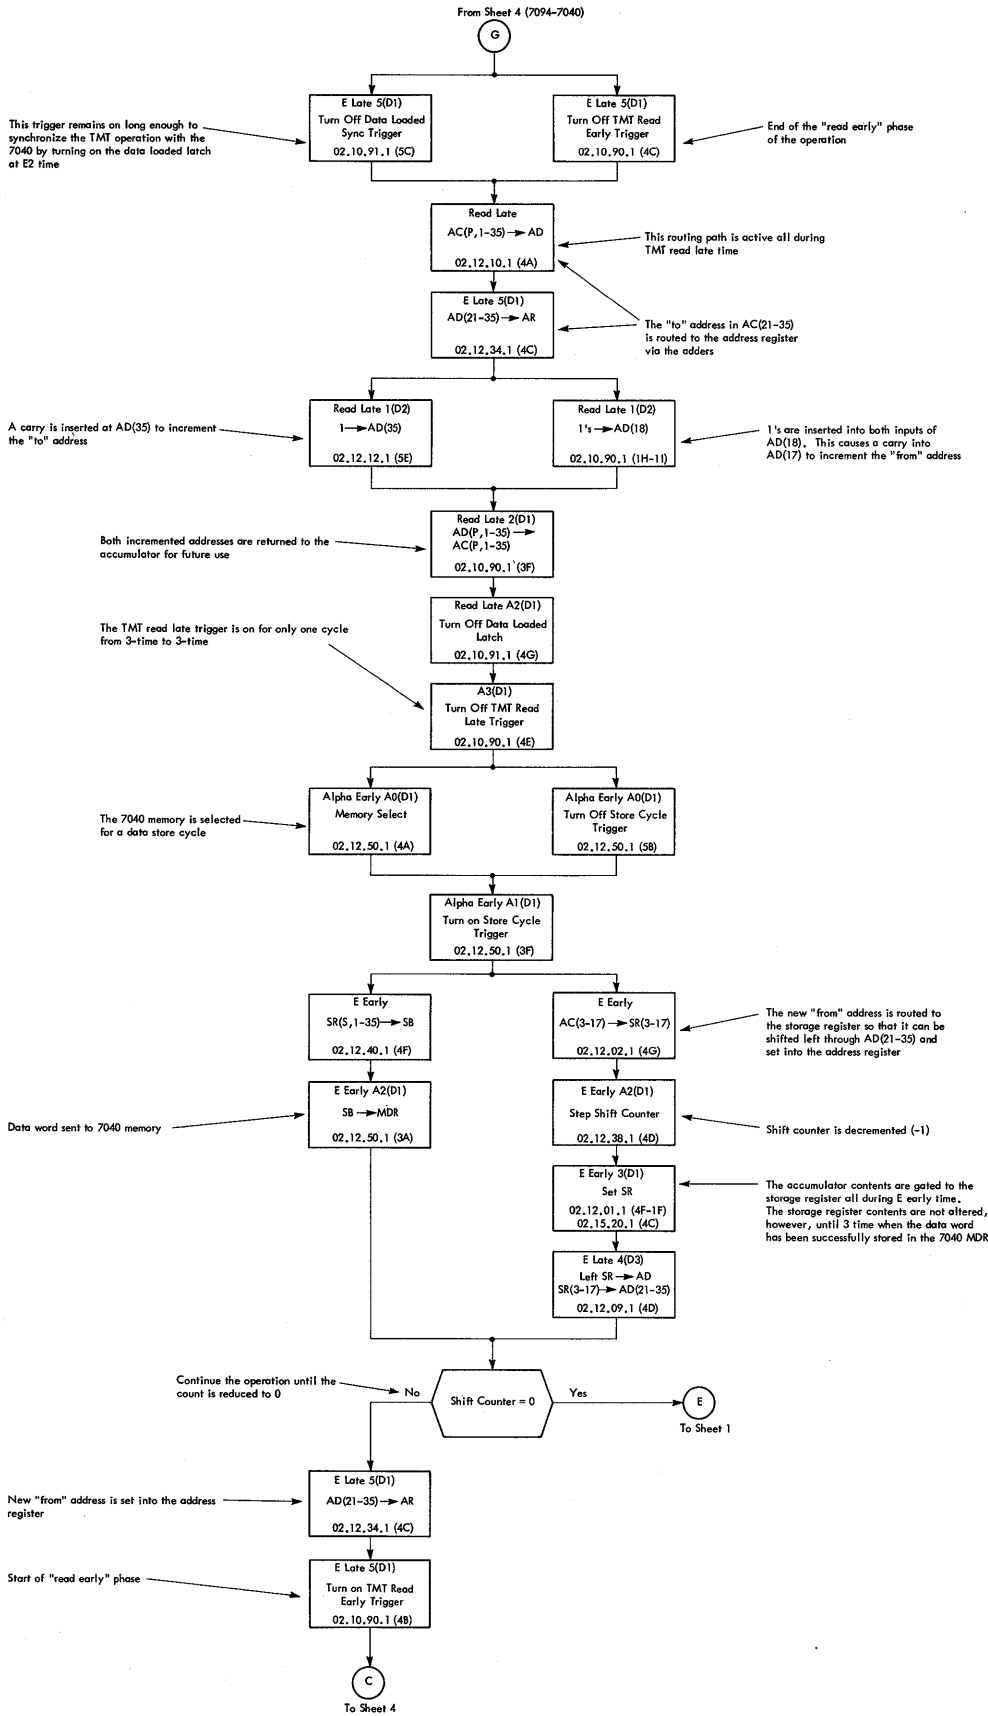 From Sheet 4 (7094-7040)
G
E Late 5(D1)
Turn Off Data Loaded
Sync Trigger
02.10.91.1 (5C)
E Late 5(D1)
Turn Off TMT Read
Early Trigger
02.10.90.1 (4C)
This trigger remains on long enough to
synchronize the TMT operation with the
7040 by turning on the data loaded latch
at E2 time
End of the "read early" phase
of the operation
Read Late
AC(P,1-35) → AD
02.12.10.1 (4A)
This routing path is active all during
TMT read late time
E Late 5(D1)
AD(21-35) → AR
02.12.34.1 (4C)
The "to" address in AC(21-35)
is routed to the address register
via the adders
Read Late 1(D2)
1 → AD(35)
02.12.12.1 (5E)
Read Late 1(D2)
1's → AD(18)
02.10.90.1 (1H-1I)
A carry is inserted at AD(35) to increment
the "to" address
1's are inserted into both inputs of
AD(18). This causes a carry into
AD(17) to increment the "from" address
Read Late 2(D1)
AD(P,1-35) →
AC(P,1-35)
02.10.90.1 (3F)
Both incremented addresses are returned to the
accumulator for future use
Read Late A2(D1)
Turn Off Data Loaded
Latch
02.10.91.1 (4G)
The TMT read late trigger is on for only one cycle
from 3-time to 3-time
A3(D1)
Turn Off TMT Read
Late Trigger
02.10.90.1 (4E)
Alpha Early A0(D1)
Memory Select
02.12.50.1 (4A)
Alpha Early A0(D1)
Turn Off Store Cycle
Trigger
02.12.50.1 (5B)
The 7040 memory is selected
for a data store cycle
Alpha Early A1(D1)
Turn on Store Cycle
Trigger
02.12.50.1 (3F)
E Early
SR(S,1-35) → SB
02.12.40.1 (4F)
E Early
AC(3-17) → SR(3-17)
02.12.02.1 (4G)
The new "from" address is routed to
the storage register so that it can be
shifted left through AD(21-35) and
set into the address register
E Early A2(D1)
SB → MDR
02.12.50.1 (3A)
E Early A2(D1)
Step Shift Counter
02.12.38.1 (4D)
Data word sent to 7040 memory
Shift counter is decremented (-1)
E Early 3(D1)
Set SR
02.12.01.1 (4F-1F)
02.15.20.1 (4C)
The accumulator contents are gated to the
storage register all during E early time.
The storage register contents are not altered,
however, until 3 time when the data word
has been successfully stored in the 7040 MDR
E Late 4(D3)
Left SR → AD
SR(3-17) → AD(21-35)
02.12.09.1 (4D)
Continue the operation until the
count is reduced to 0
No
Shift Counter = 0
Yes
E
To Sheet 1
E Late 5(D1)
AD(21-35) → AR
02.12.34.1 (4C)
New "from" address is set into the address
register
E Late 5(D1)
Turn on TMT Read
Early Trigger
02.10.90.1 (4B)
Start of "read early" phase
C
To Sheet 4